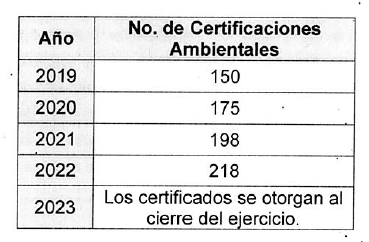 Año No. de Certificaciones
Ambientales
2019 150
2020 175
2021 198
2022 218
2023 Los certificados se otorgan al
cierre del ejercicio.